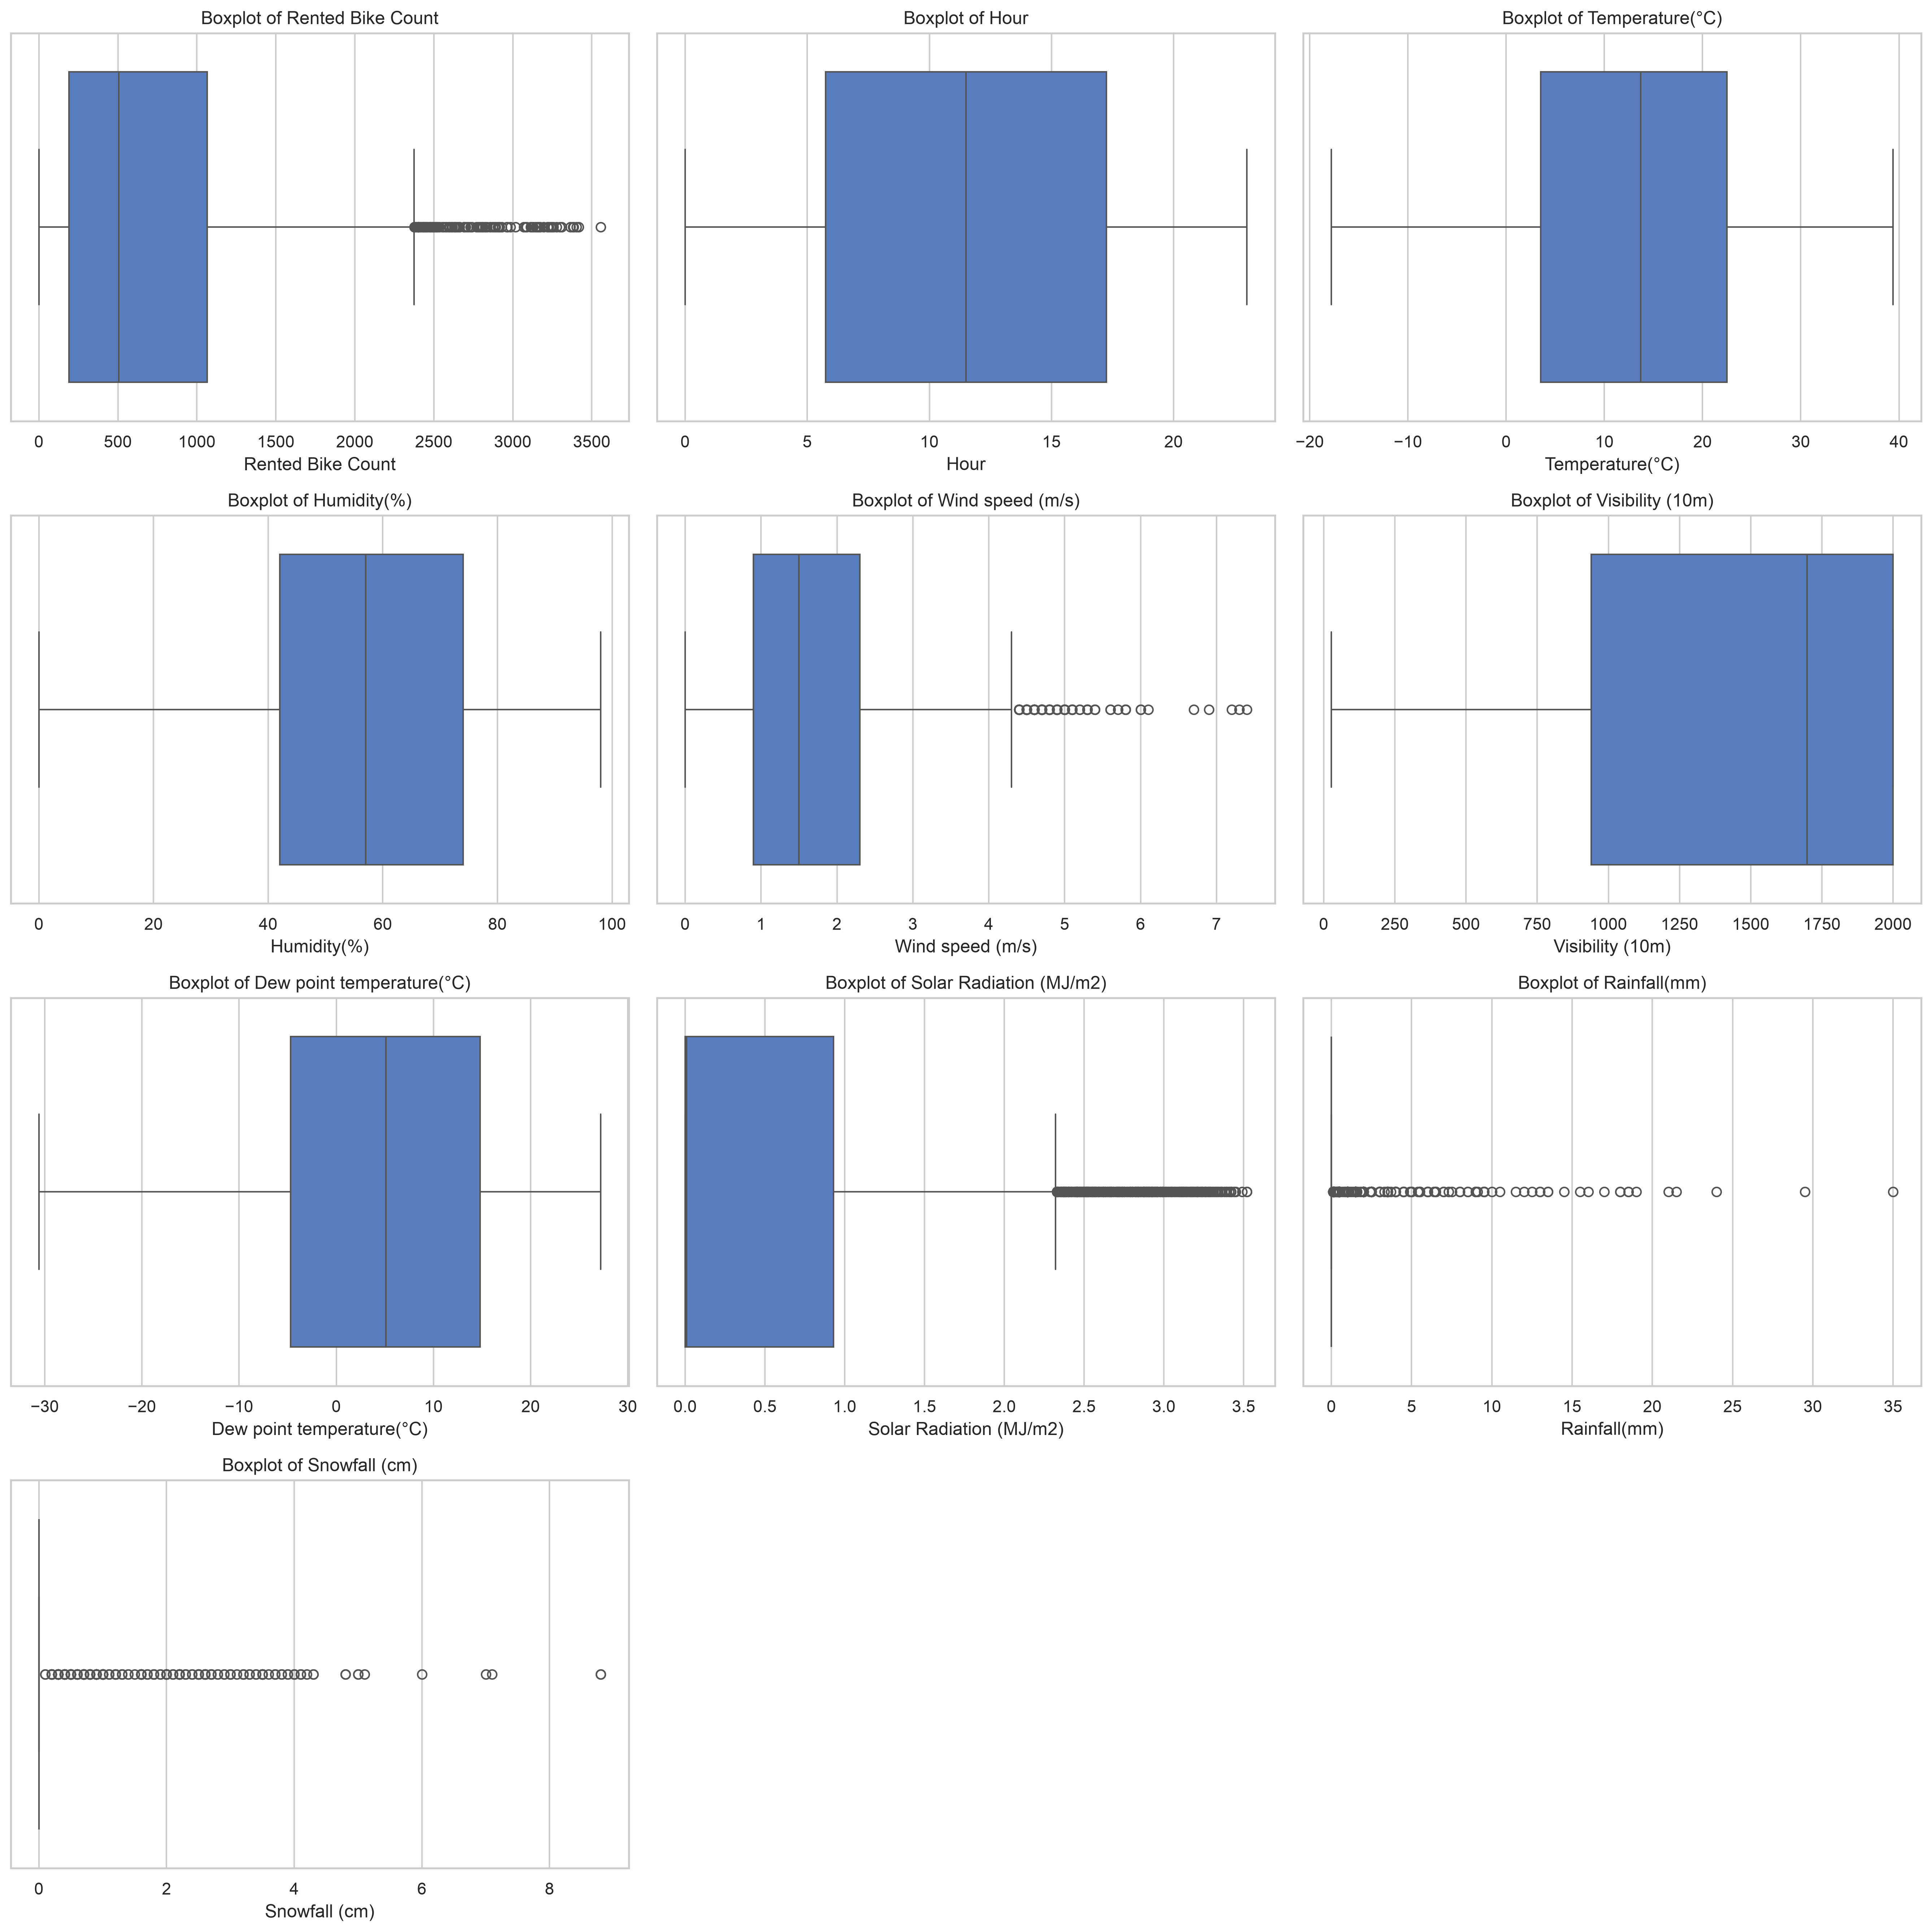 Boxplot of Rented Bike Count
0 500 1000 1500 2000 2500 3000 3500
Rented Bike Count
Boxplot of Hour
0 5 10 15 20
Hour
Boxplot of Temperature(°C)
−20 −10 0 10 20 30 40
Temperature(°C)
Boxplot of Humidity(%)
0 20 40 60 80 100
Humidity(%)
Boxplot of Wind speed (m/s)
0 1 2 3 4 5 6 7
Wind speed (m/s)
Boxplot of Visibility (10m)
0 250 500 750 1000 1250 1500 1750 2000
Visibility (10m)
Boxplot of Dew point temperature(°C)
−30 −20 −10 0 10 20 30
Dew point temperature(°C)
Boxplot of Solar Radiation (MJ/m2)
0.0 0.5 1.0 1.5 2.0 2.5 3.0 3.5
Solar Radiation (MJ/m2)
Boxplot of Rainfall(mm)
0 5 10 15 20 25 30 35
Rainfall(mm)
Boxplot of Snowfall (cm)
0 2 4 6 8
Snowfall (cm)